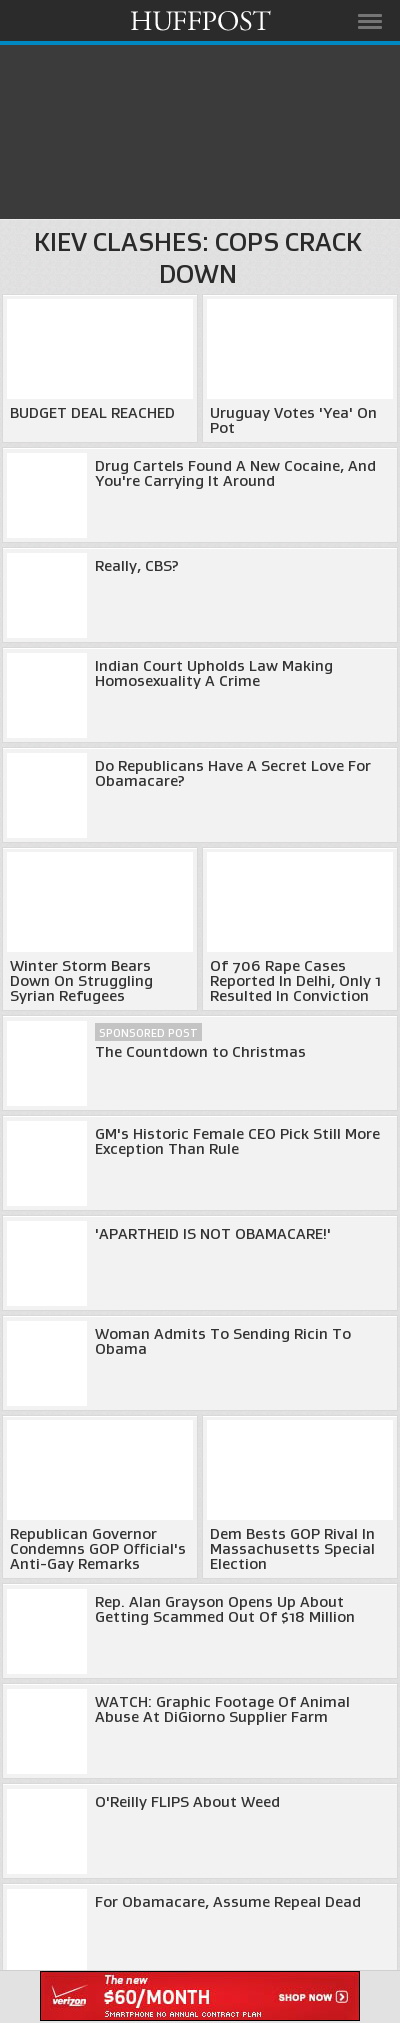 HUFFPOST
KIEV CLASHES: COPS CRACK
DOWN
BUDGET DEAL REACHED
Uruguay Votes 'Yea' On
Pot
Drug Cartels Found A New Cocaine, And
You're Carrying It Around
Really, CBS?
Indian Court Upholds Law Making
Homosexuality A Crime
Do Republicans Have A Secret Love For
Obamacare?
Winter Storm Bears
Down On Struggling
Syrian Refugees
Of 706 Rape Cases
Reported In Delhi, Only 1
Resulted In Conviction
SPONSORED POST
The Countdown to Christmas
GM's Historic Female CEO Pick Still More
Exception Than Rule
'APARTHEID IS NOT OBAMACARE!'
Woman Admits To Sending Ricin To
Obama
Republican Governor
Condemns GOP Official's
Anti-Gay Remarks
Dem Bests GOP Rival In
Massachusetts Special
Election
Rep. Alan Grayson Opens Up About
Getting Scammed Out Of $18 Million
WATCH: Graphic Footage Of Animal
Abuse At DiGiorno Supplier Farm
O'Reilly FLIPS About Weed
For Obamacare, Assume Repeal Dead
verizon
The new
$60/MONTH
SMARTPHONE NO ANNUAL CONTRACT PLAN
SHOP NOW